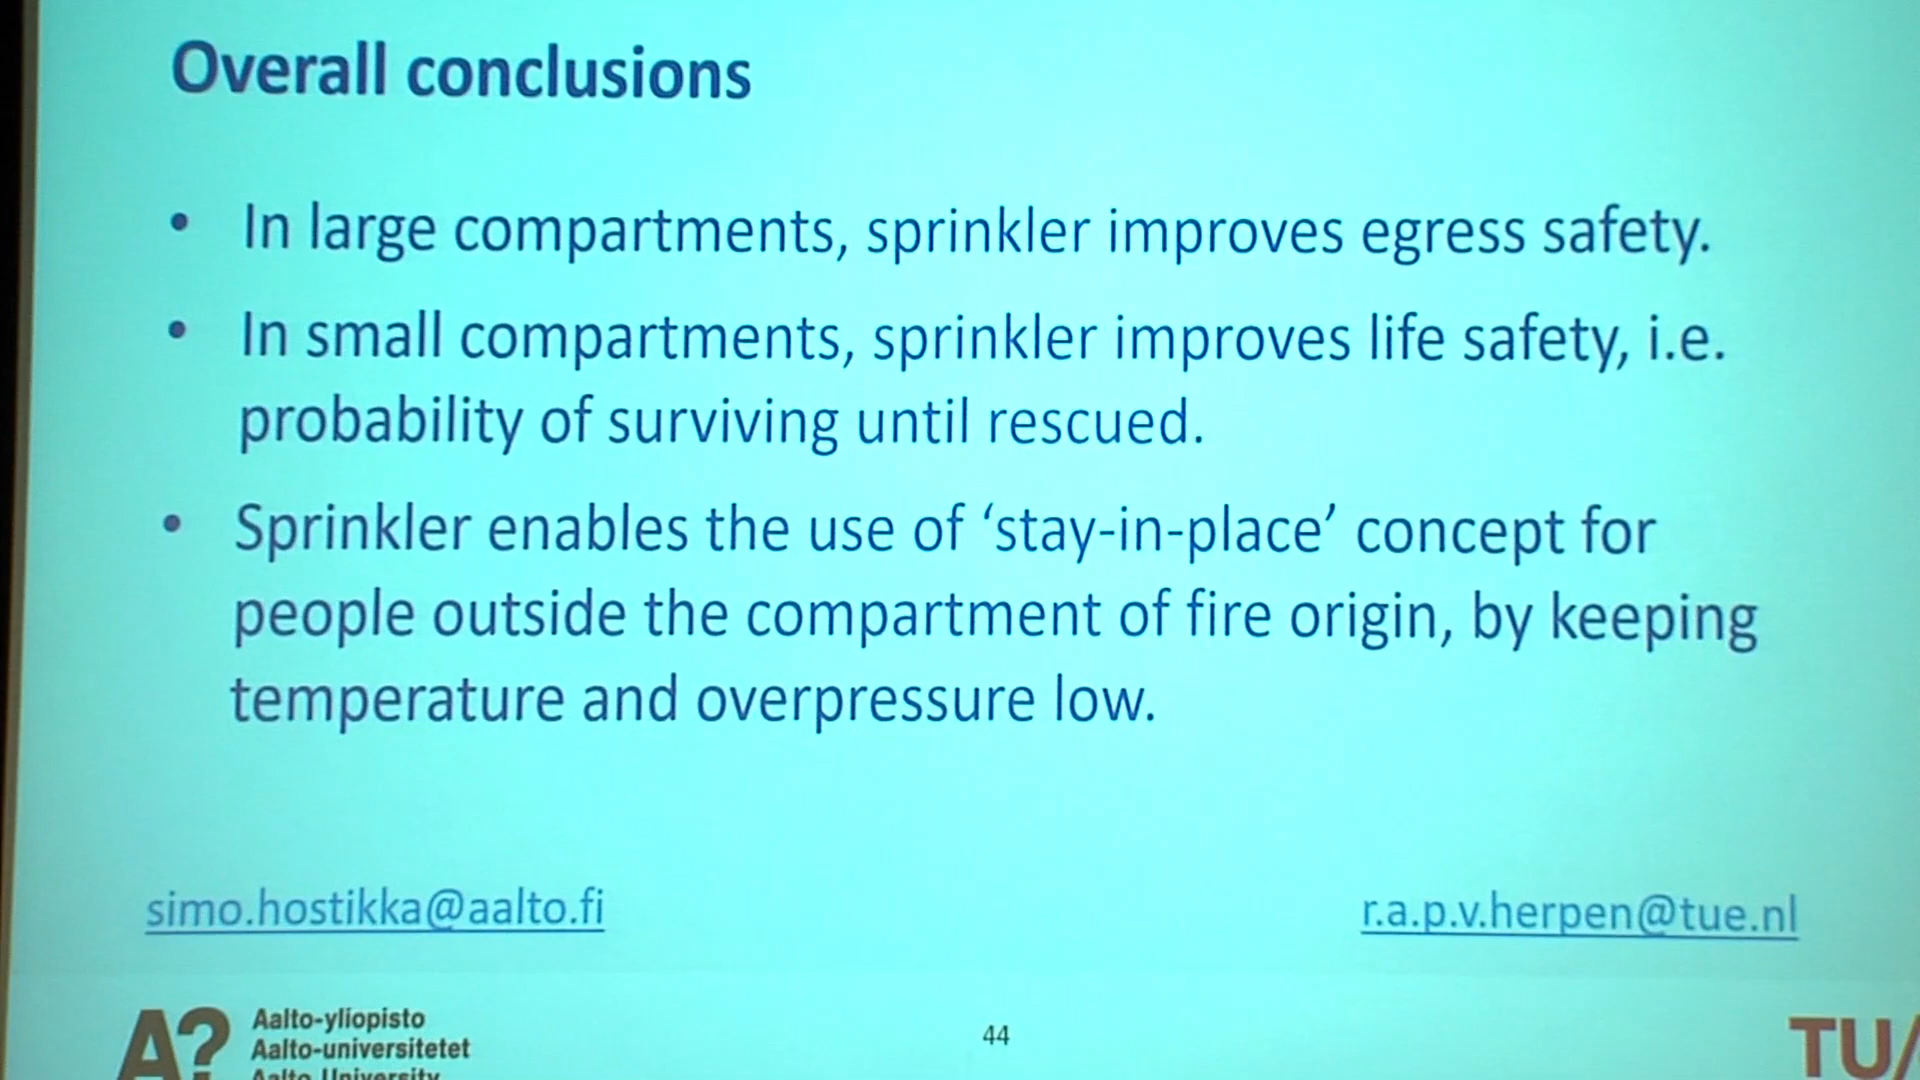 Overall conclusions
• In large compartments, sprinkler improves egress safety.
• In small compartments, sprinkler improves life safety, i.e.
probability of surviving until rescued.
• Sprinkler enables the use of ‘stay-in-place’ concept for
people outside the compartment of fire origin, by keeping
temperature and overpressure low.
simo.hostikka@aalto.fi
r.a.p.v.herpen@tue.nl
A?
Aalto-yliopisto
Aalto-universitetet
Aalto University
44
TU/